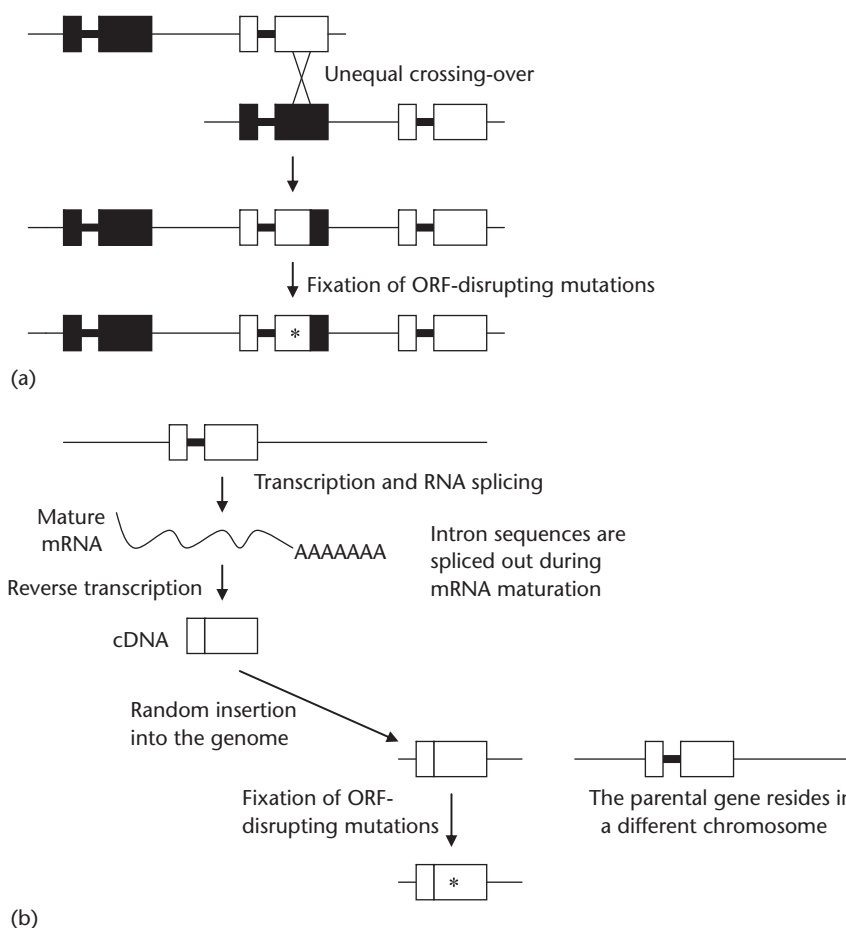 Unequal crossing-over
Fixation of ORF-disrupting mutations
*
(a)
Transcription and RNA splicing
Mature
mRNA
AAAAAAA
Intron sequences are
spliced out during
mRNA maturation
Reverse transcription
cDNA
Random insertion
into the genome
Fixation of ORF-
disrupting mutations
The parental gene resides in
a different chromosome
*
(b)